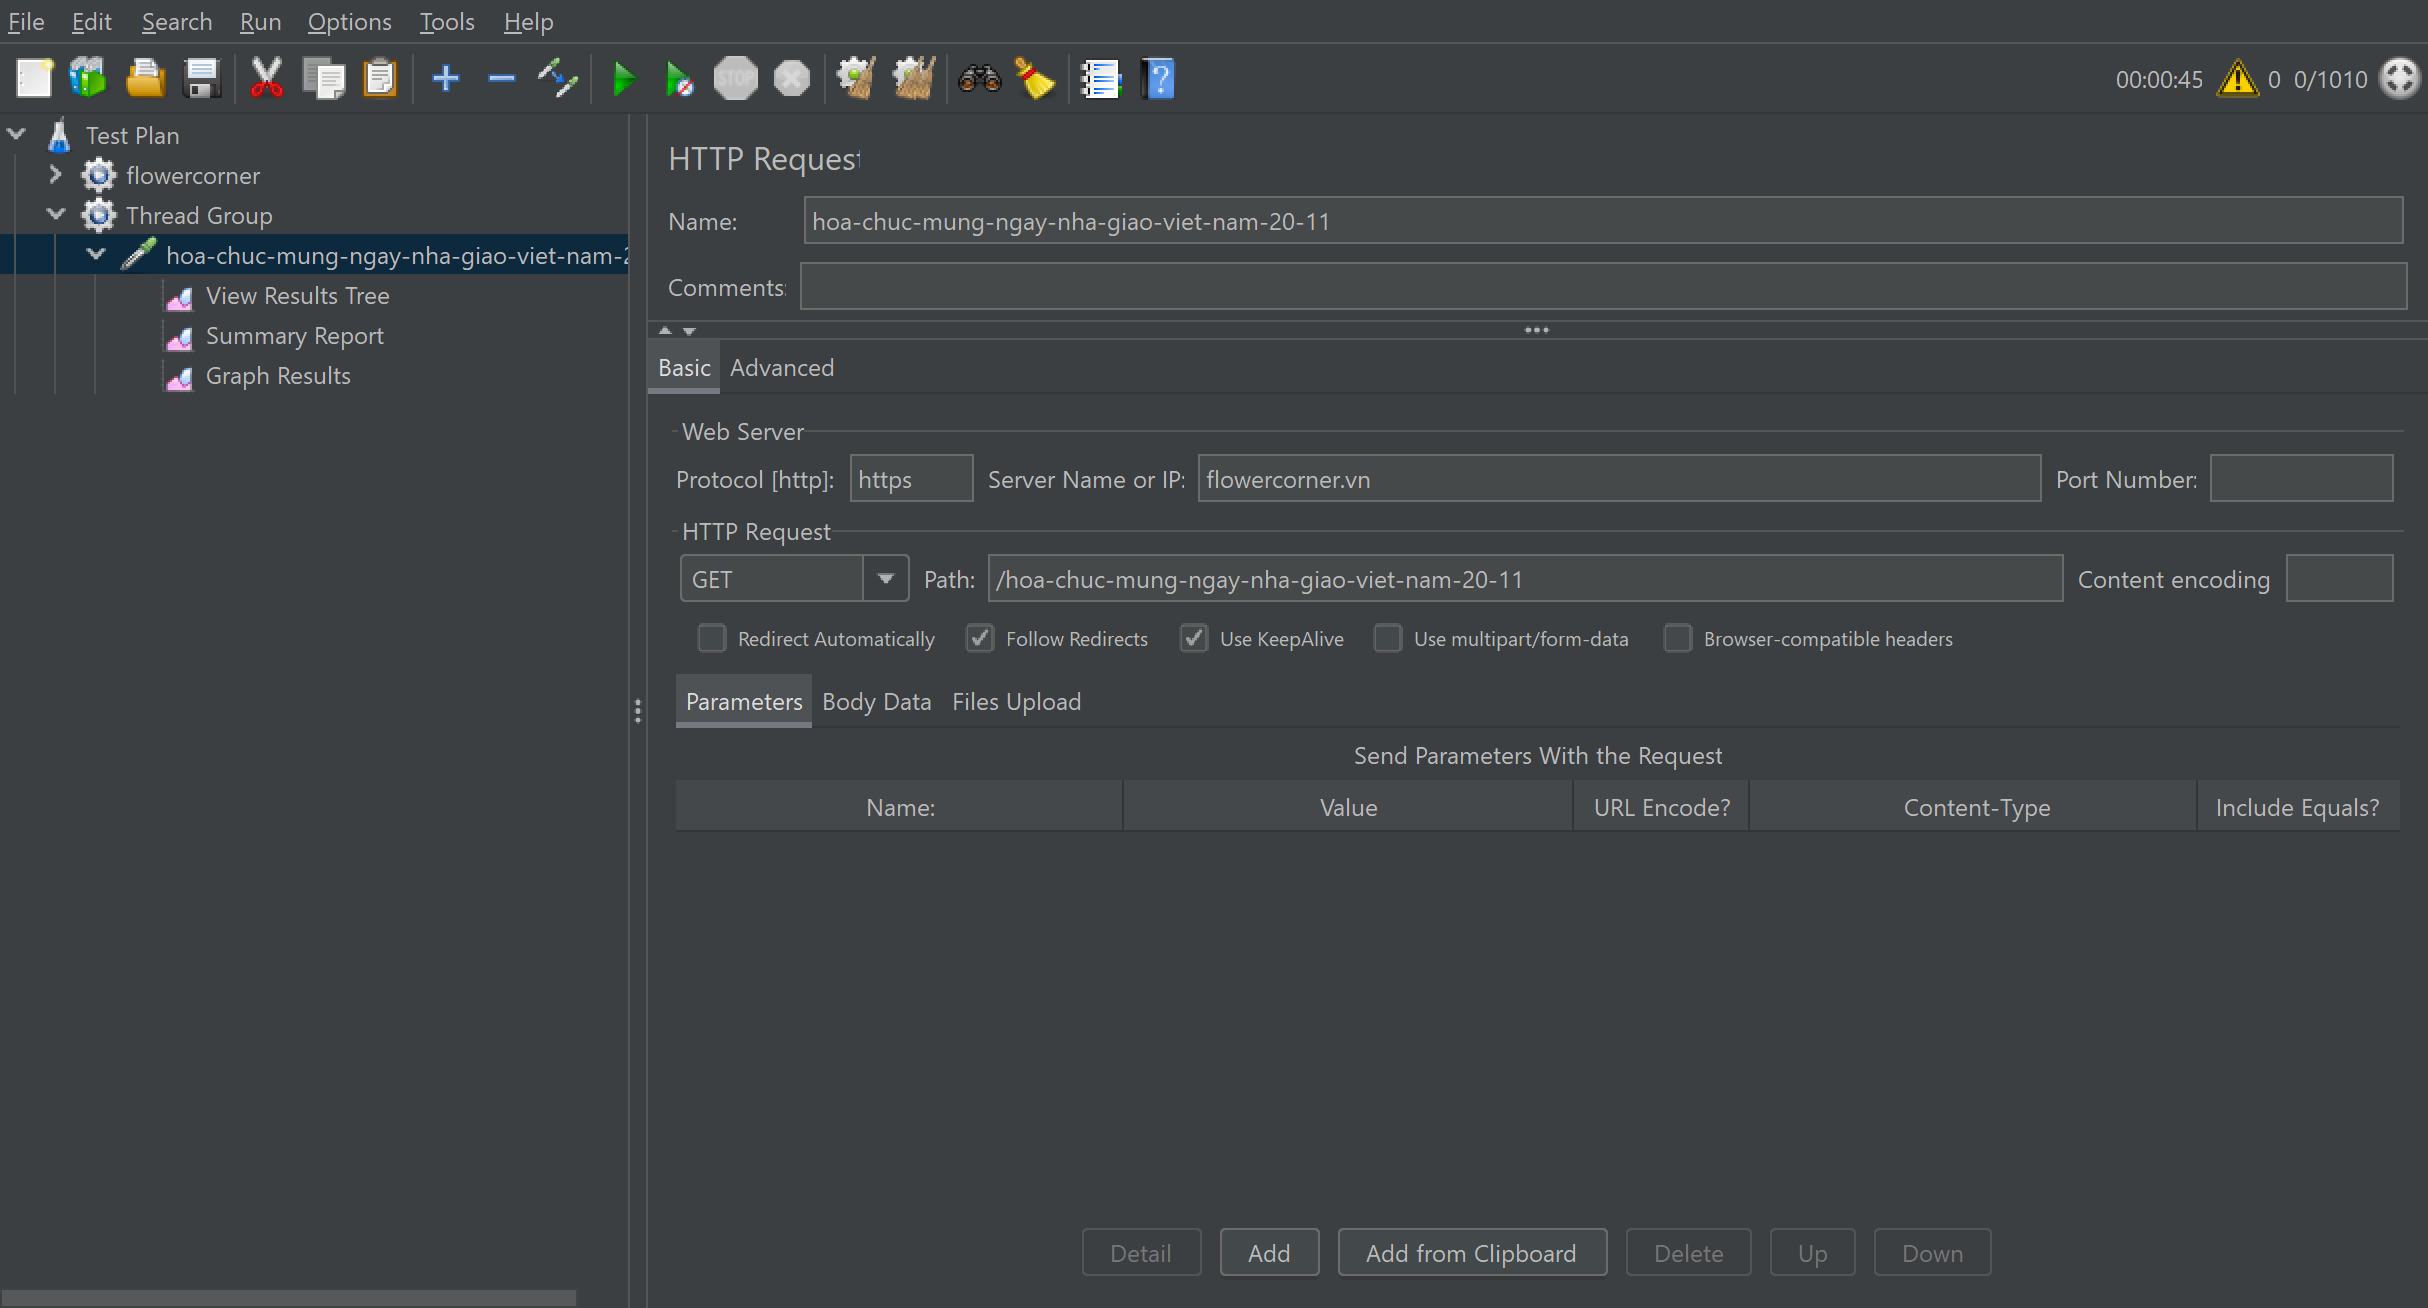 File Edit Search Run Options Tools Help
STOP
00:00:45 0 0/1010
Test Plan
flowercorner
Thread Group
hoa-chuc-mung-ngay-nha-giao-viet-nam-2
View Results Tree
Summary Report
Graph Results
HTTP Request
Name: hoa-chuc-mung-ngay-nha-giao-viet-nam-20-11
Comments:
Basic Advanced
Web Server
Protocol [http]: https Server Name or IP: flowercorner.vn Port Number:
HTTP Request
GET Path: /hoa-chuc-mung-ngay-nha-giao-viet-nam-20-11 Content encoding
Redirect Automatically Follow Redirects Use KeepAlive Use multipart/form-data Browser-compatible headers
Parameters Body Data Files Upload
Send Parameters With the Request
Name: Value URL Encode? Content-Type Include Equals?
Detail Add Add from Clipboard Delete Up Down